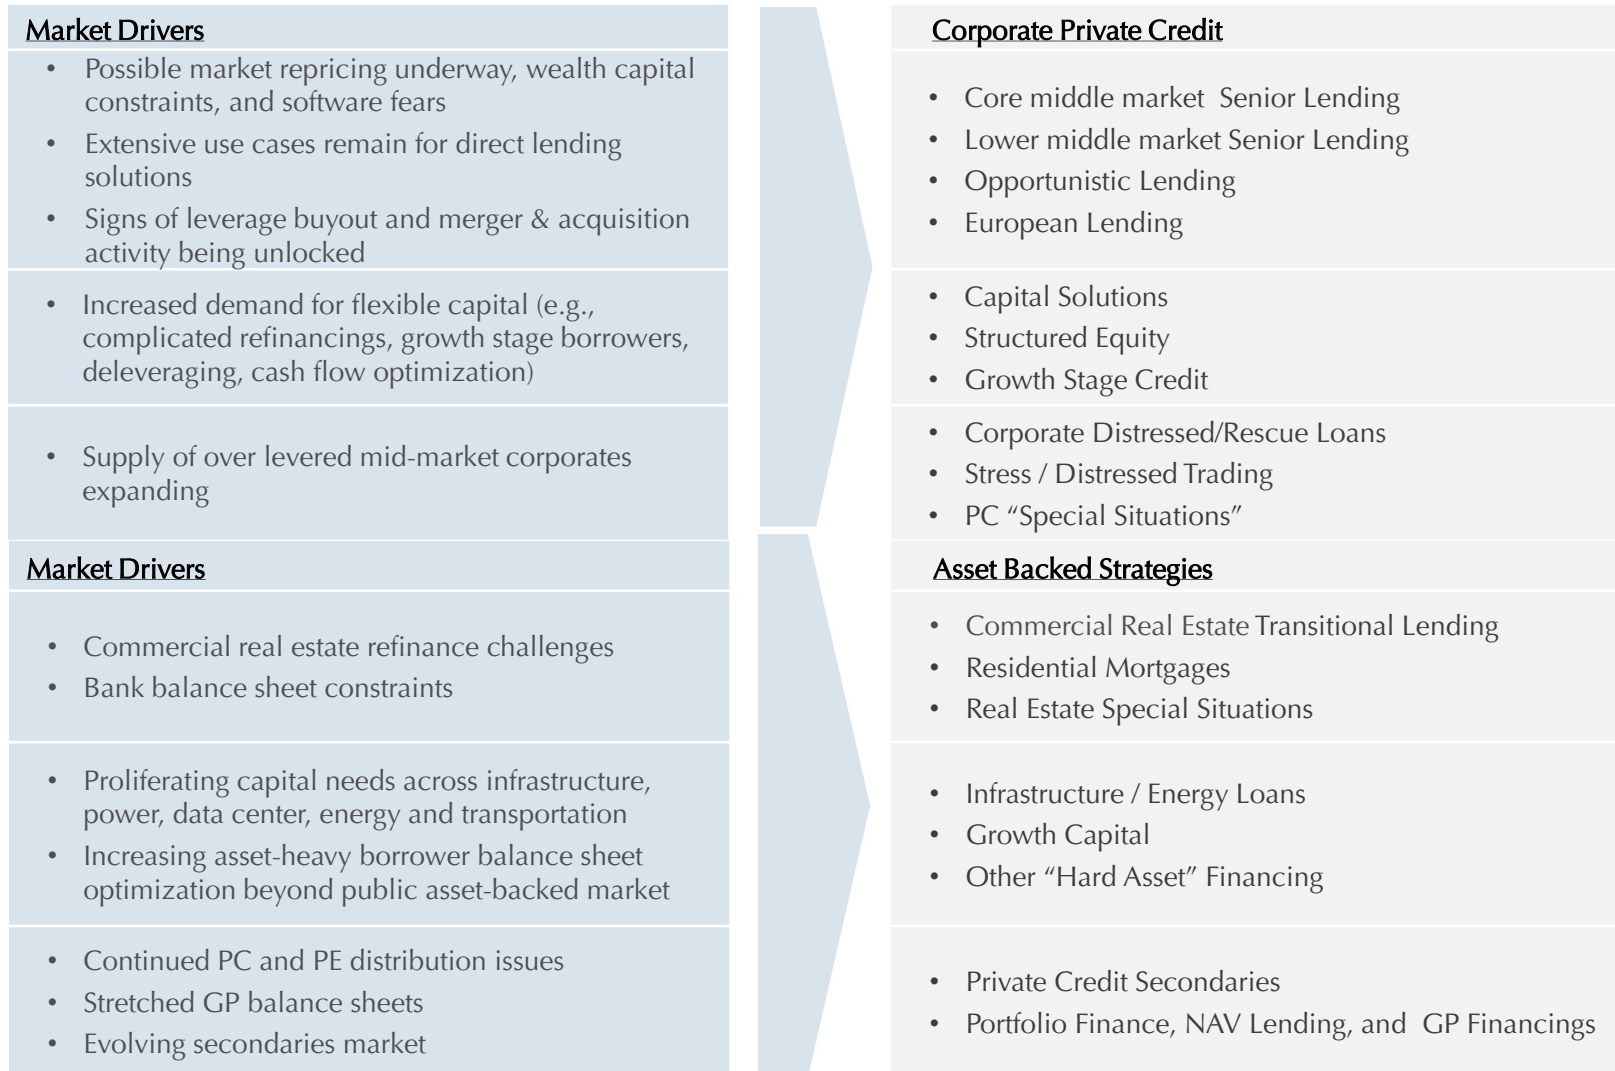 Market Drivers
Corporate Private Credit
• Possible market repricing underway, wealth capital
constraints, and software fears
• Extensive use cases remain for direct lending
solutions
• Signs of leverage buyout and merger & acquisition
activity being unlocked
• Core middle market Senior Lending
• Lower middle market Senior Lending
• Opportunistic Lending
• European Lending
• Increased demand for flexible capital (e.g.,
complicated refinancings, growth stage borrowers,
deleveraging, cash flow optimization)
• Capital Solutions
• Structured Equity
• Growth Stage Credit
• Supply of over levered mid-market corporates
expanding
• Corporate Distressed/Rescue Loans
• Stress / Distressed Trading
• PC “Special Situations”
Market Drivers
Asset Backed Strategies
• Commercial real estate refinance challenges
• Bank balance sheet constraints
• Commercial Real Estate Transitional Lending
• Residential Mortgages
• Real Estate Special Situations
• Proliferating capital needs across infrastructure,
power, data center, energy and transportation
• Increasing asset-heavy borrower balance sheet
optimization beyond public asset-backed market
• Infrastructure / Energy Loans
• Growth Capital
• Other “Hard Asset” Financing
• Continued PC and PE distribution issues
• Stretched GP balance sheets
• Evolving secondaries market
• Private Credit Secondaries
• Portfolio Finance, NAV Lending, and GP Financings